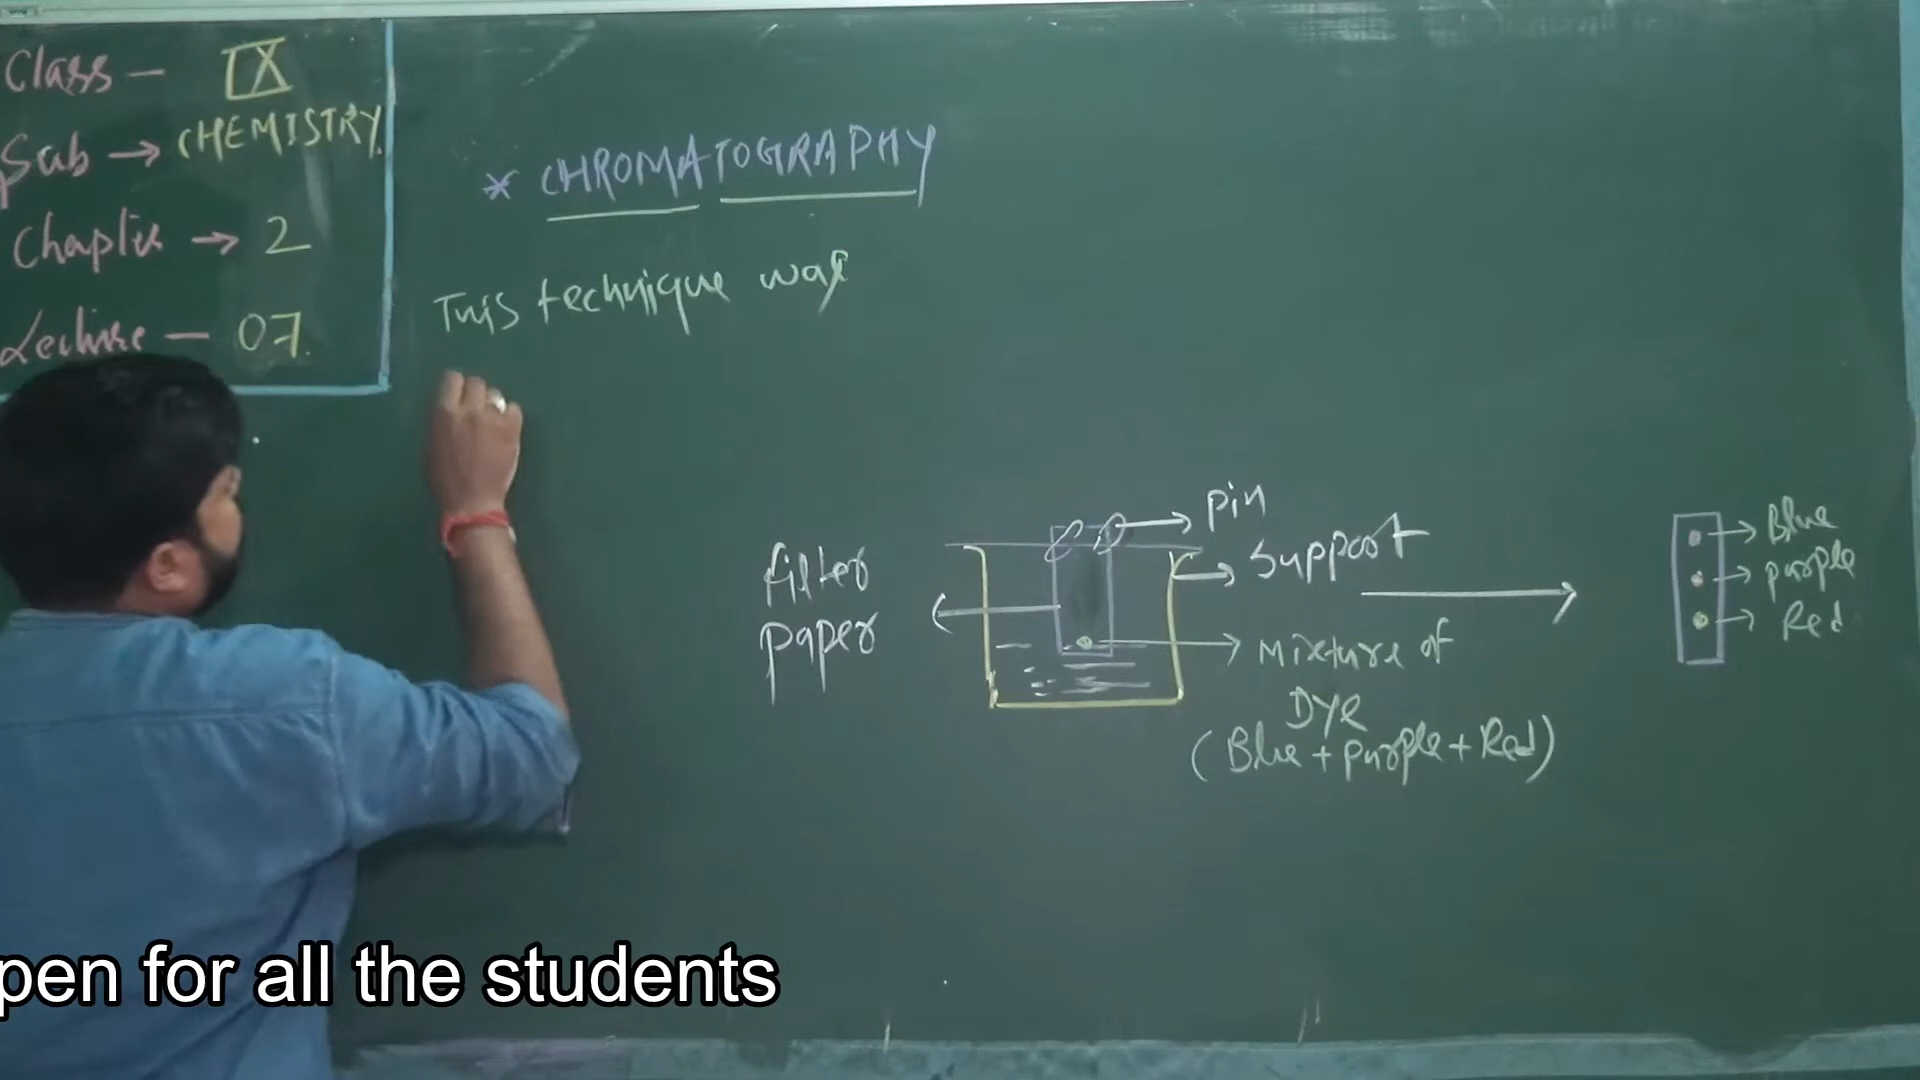 Class — IX
Sub → CHEMISTRY.
Chapter → 2
Lecture — 07.
* CHROMATOGRAPHY
This technique was
Pin
Support
filter
paper
Mixture of
Dye
(Blue + purple + Red)
Blue
purple
Red
pen for all the students